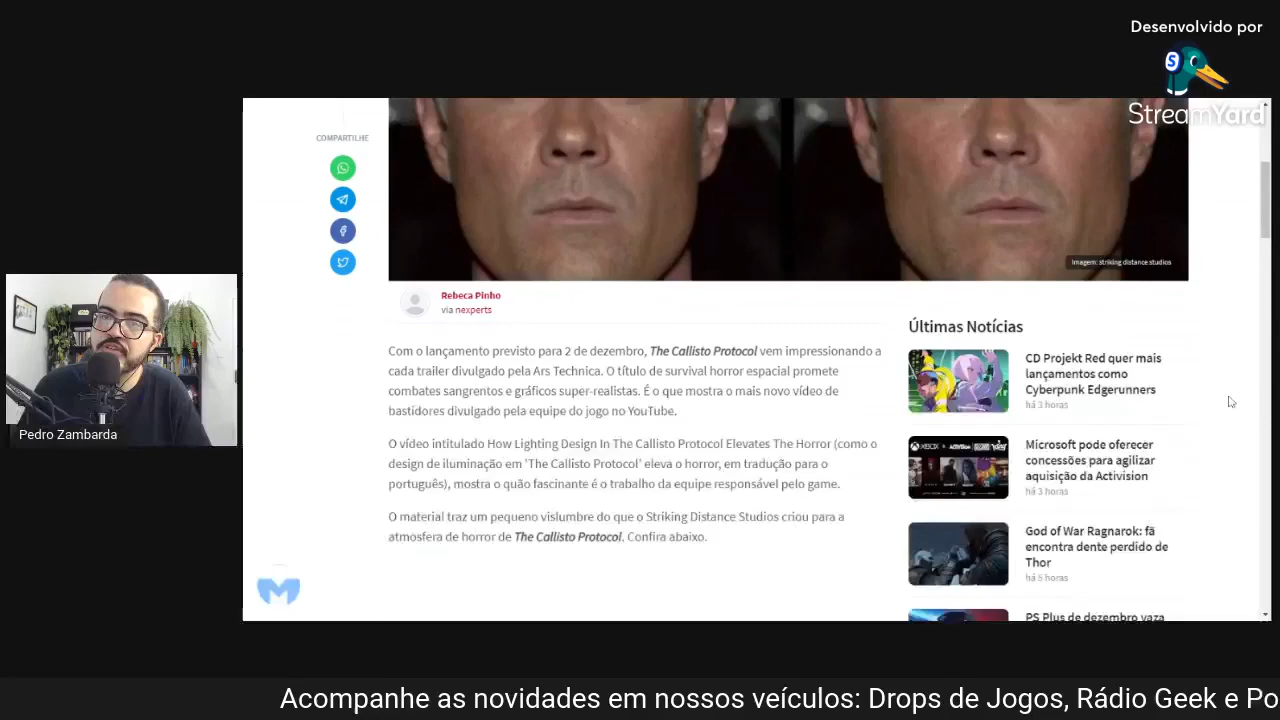 Desenvolvido por
StreamYard
COMPARTILHE
Imagem: striking distance studios
Rebeca Pinho
via nexperts
Com o lançamento previsto para 2 de dezembro, The Callisto Protocol vem impressionando a
cada trailer divulgado pela Ars Technica. O título de survival horror espacial promete
combates sangrentos e gráficos super-realistas. É o que mostra o mais novo vídeo de
bastidores divulgado pela equipe do jogo no YouTube.
O vídeo intitulado How Lighting Design In The Callisto Protocol Elevates The Horror (como o
design de iluminação em 'The Callisto Protocol' eleva o horror, em tradução para o
português), mostra o quão fascinante é o trabalho da equipe responsável pelo game.
O material traz um pequeno vislumbre do que o Striking Distance Studios criou para a
atmosfera de horror de The Callisto Protocol. Confira abaixo.
Últimas Notícias
CD Projekt Red quer mais
lançamentos como
Cyberpunk Edgerunners
há 3 horas
XBOX
Microsoft pode oferecer
concessões para agilizar
aquisição da Activision
há 3 horas
God of War Ragnarok: fã
encontra dente perdido de
Thor
há 5 horas
PS Plus de dezembro vaza
Pedro Zambarda
Acompanhe as novidades em nossos veículos: Drops de Jogos, Rádio Geek e Po